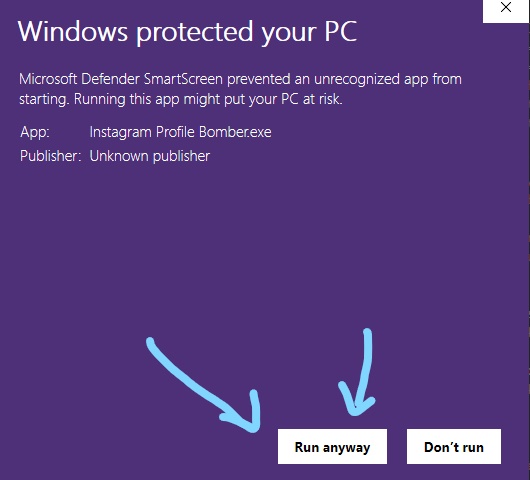 Windows protected your PC
Microsoft Defender SmartScreen prevented an unrecognized app from
starting. Running this app might put your PC at risk.
App: Instagram Profile Bomber.exe
Publisher: Unknown publisher
Run anyway Don't run